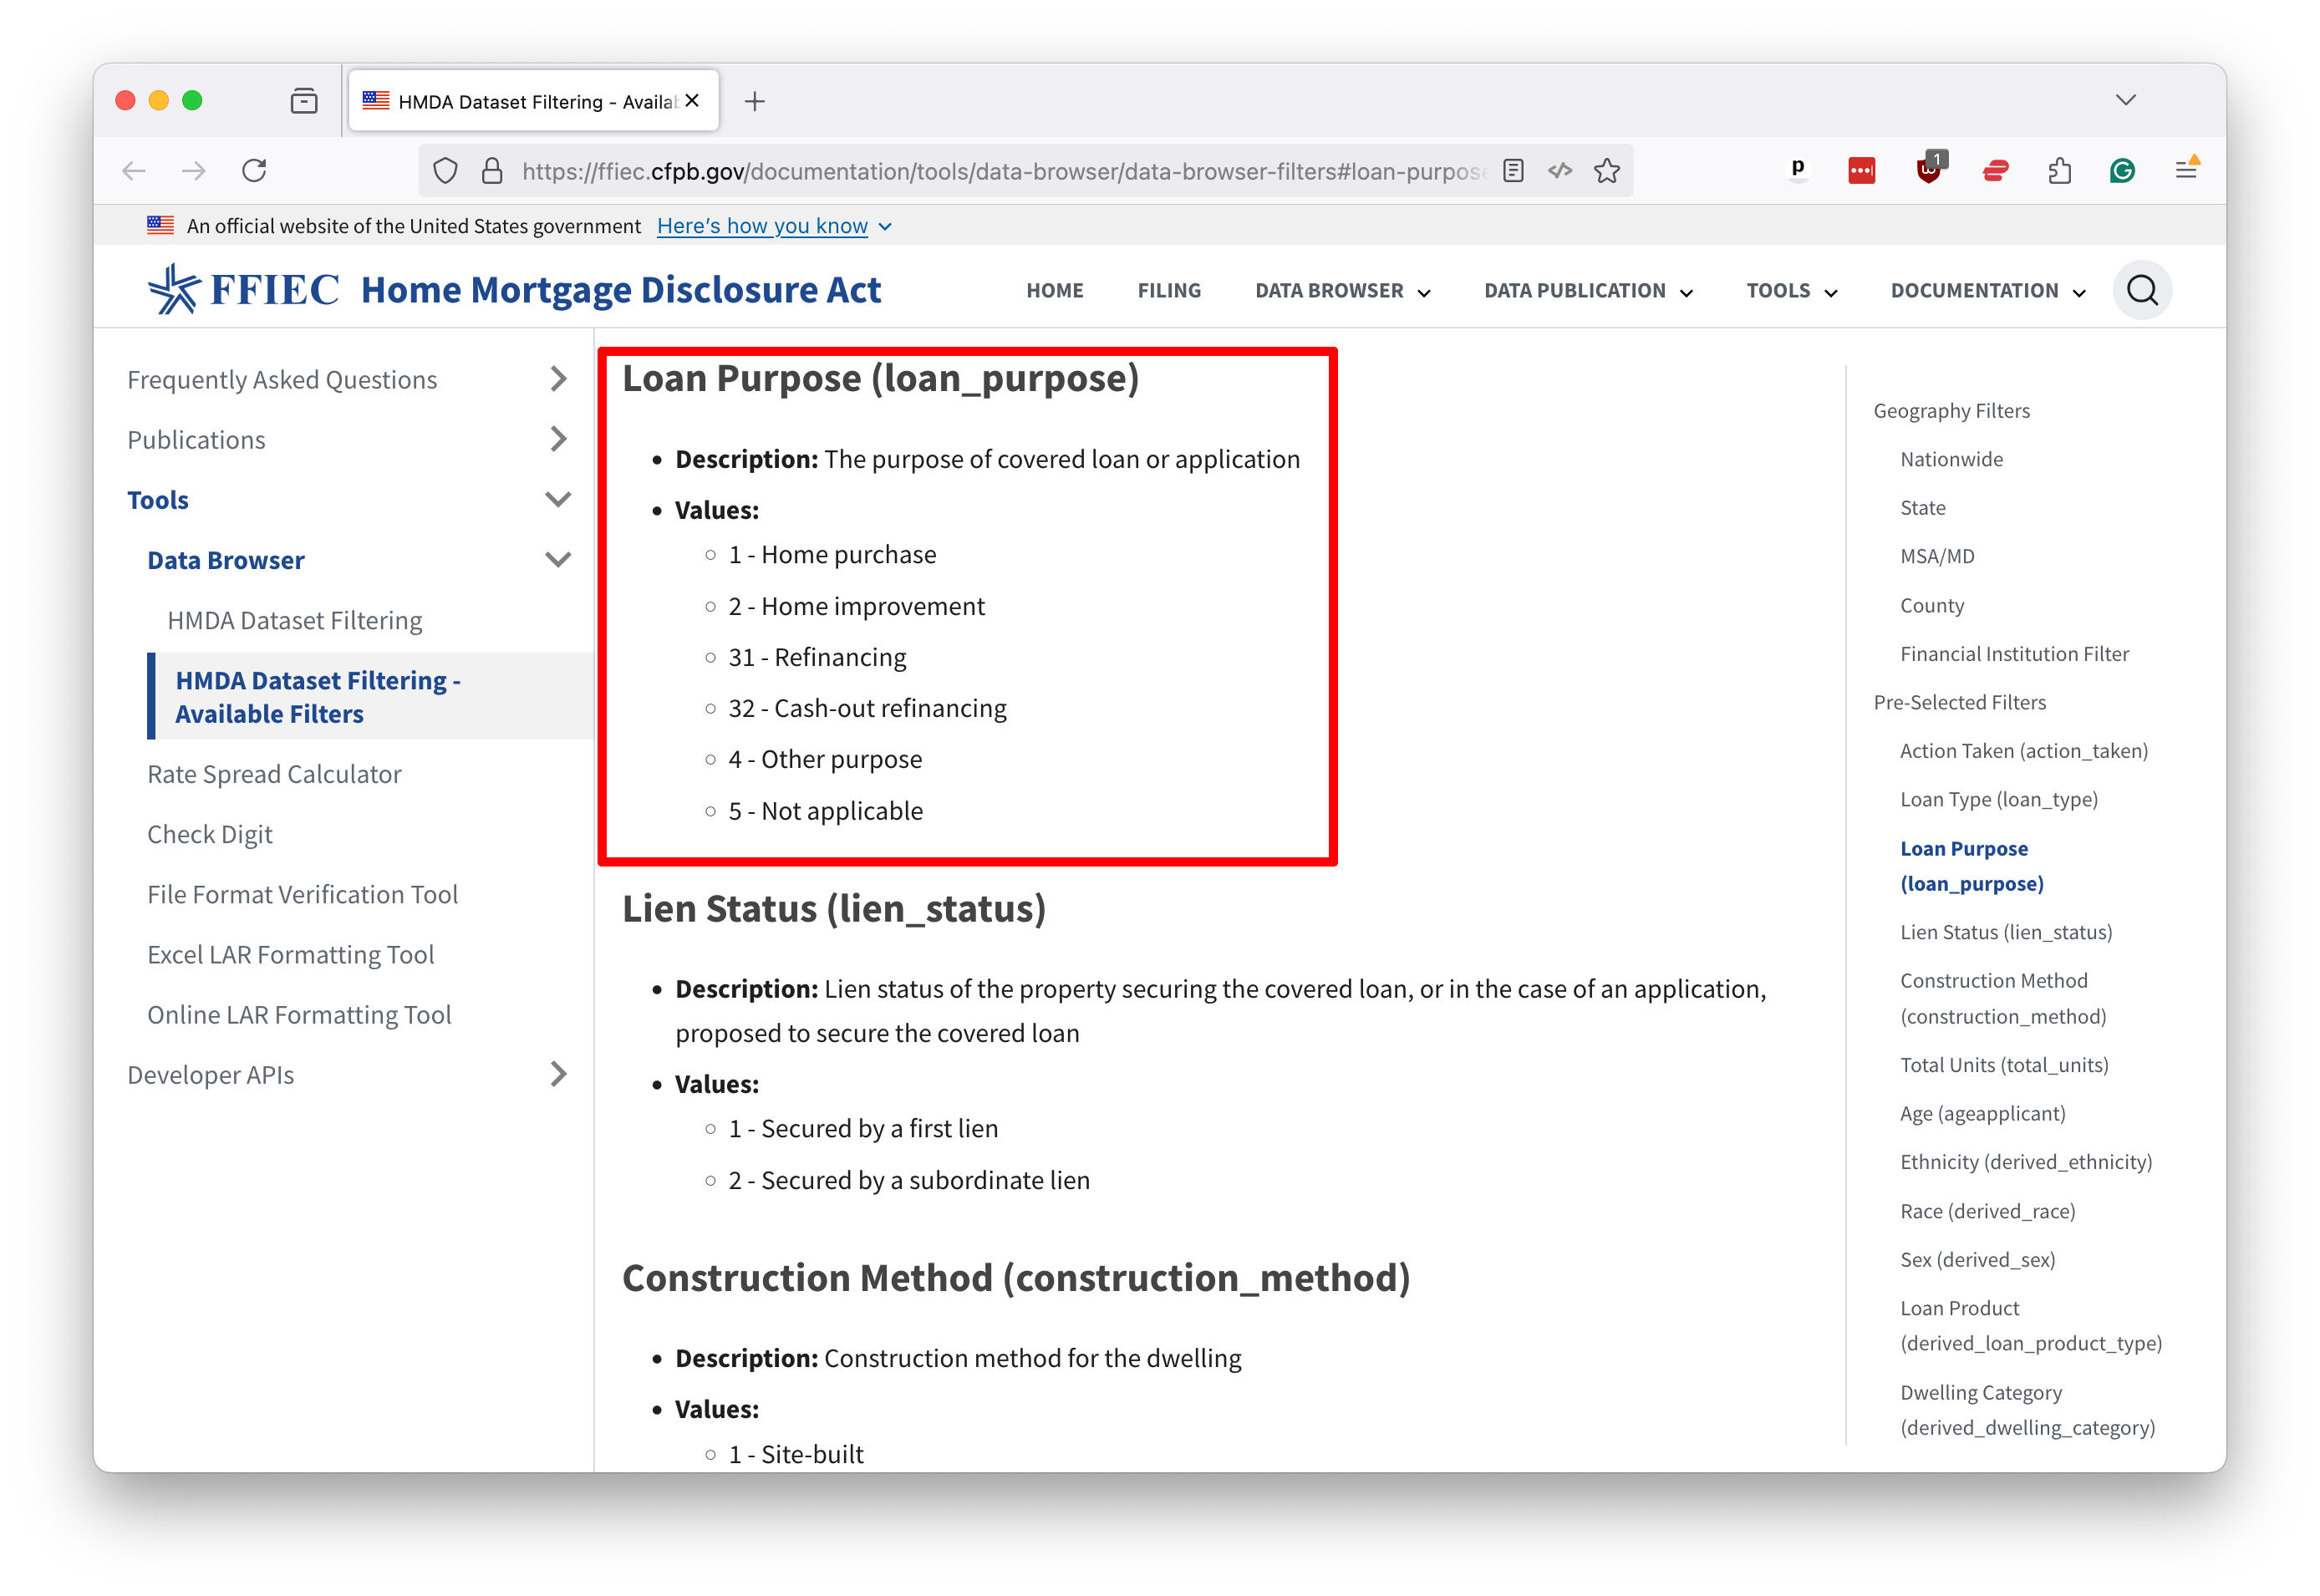 HMDA Dataset Filtering - Availa
https://ffiec.cfpb.gov/documentation/tools/data-browser/data-browser-filters#loan-purpose
p
1
An official website of the United States government Here's how you know
FFIEC Home Mortgage Disclosure Act
HOME FILING DATA BROWSER DATA PUBLICATION TOOLS DOCUMENTATION
Frequently Asked Questions
Publications
Tools
Data Browser
HMDA Dataset Filtering
HMDA Dataset Filtering -
Available Filters
Rate Spread Calculator
Check Digit
File Format Verification Tool
Excel LAR Formatting Tool
Online LAR Formatting Tool
Developer APIs
Loan Purpose (loan_purpose)
• Description: The purpose of covered loan or application
• Values:
◦ 1 - Home purchase
◦ 2 - Home improvement
◦ 31 - Refinancing
◦ 32 - Cash-out refinancing
◦ 4 - Other purpose
◦ 5 - Not applicable
Lien Status (lien_status)
• Description: Lien status of the property securing the covered loan, or in the case of an application,
proposed to secure the covered loan
• Values:
◦ 1 - Secured by a first lien
◦ 2 - Secured by a subordinate lien
Construction Method (construction_method)
• Description: Construction method for the dwelling
• Values:
◦ 1 - Site-built
Geography Filters
Nationwide
State
MSA/MD
County
Financial Institution Filter
Pre-Selected Filters
Action Taken (action_taken)
Loan Type (loan_type)
Loan Purpose
(loan_purpose)
Lien Status (lien_status)
Construction Method
(construction_method)
Total Units (total_units)
Age (ageapplicant)
Ethnicity (derived_ethnicity)
Race (derived_race)
Sex (derived_sex)
Loan Product
(derived_loan_product_type)
Dwelling Category
(derived_dwelling_category)